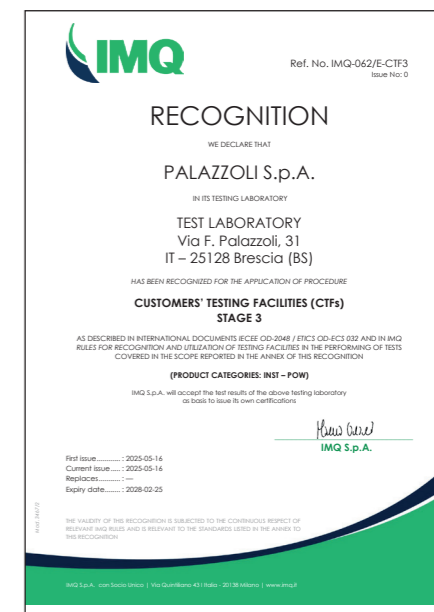 IMQ
Ref. No. IMQ-062/E-CTF3
Issue No: 0
RECOGNITION
WE DECLARE THAT
PALAZZOLI S.p.A.
IN ITS TESTING LABORATORY
TEST LABORATORY
Via F. Palazzoli, 31
IT – 25128 Brescia (BS)
HAS BEEN RECOGNIZED FOR THE APPLICATION OF PROCEDURE
CUSTOMERS' TESTING FACILITIES (CTFs)
STAGE 3
AS DESCRIBED IN INTERNATIONAL DOCUMENTS IECEE OD-2048 / ETICS OD-ECS 032 AND IN IMQ
RULES FOR RECOGNITION AND UTILIZATION OF TESTING FACILITIES IN THE PERFORMING OF TESTS
COVERED IN THE SCOPE REPORTED IN THE ANNEX OF THIS RECOGNITION
(PRODUCT CATEGORIES: INST – POW)
IMQ S.p.A. will accept the test results of the above testing laboratory
as basis to issue its own certifications
IMQ S.p.A.
First issue............ : 2025-05-16
Current issue..... : 2025-05-16
Replaces........... : —
Expiry date........ : 2028-02-25
THE VALIDITY OF THIS RECOGNITION IS SUBJECTED TO THE CONTINUOUS RESPECT OF
RELEVANT IMQ RULES AND IS RELEVANT TO THE STANDARDS LISTED IN THE ANNEX TO
THIS RECOGNITION
IMQ S.p.A. con Socio Unico | Via Quintiliano 43 I Italia - 20138 Milano | www.imq.it